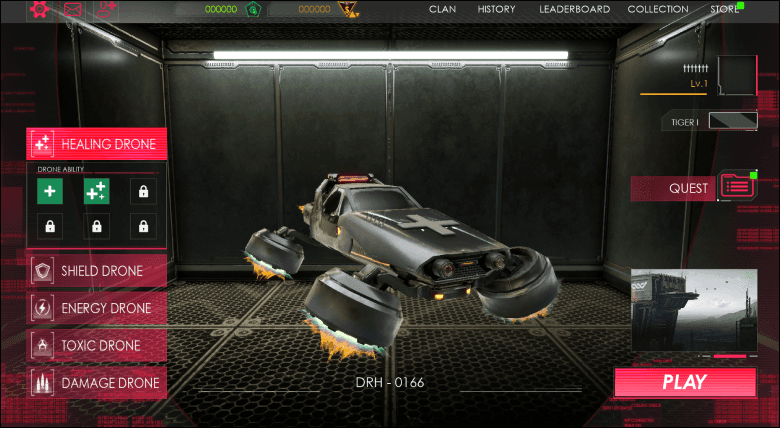 000000
000000
CLAN
HISTORY
LEADERBOARD
COLLECTION
STORE
††††††
Lv.1
TIGER I
HEALING DRONE
DRONE ABILITY
QUEST
SHIELD DRONE
ENERGY DRONE
TOXIC DRONE
DAMAGE DRONE
DRH - 0166
PLAY